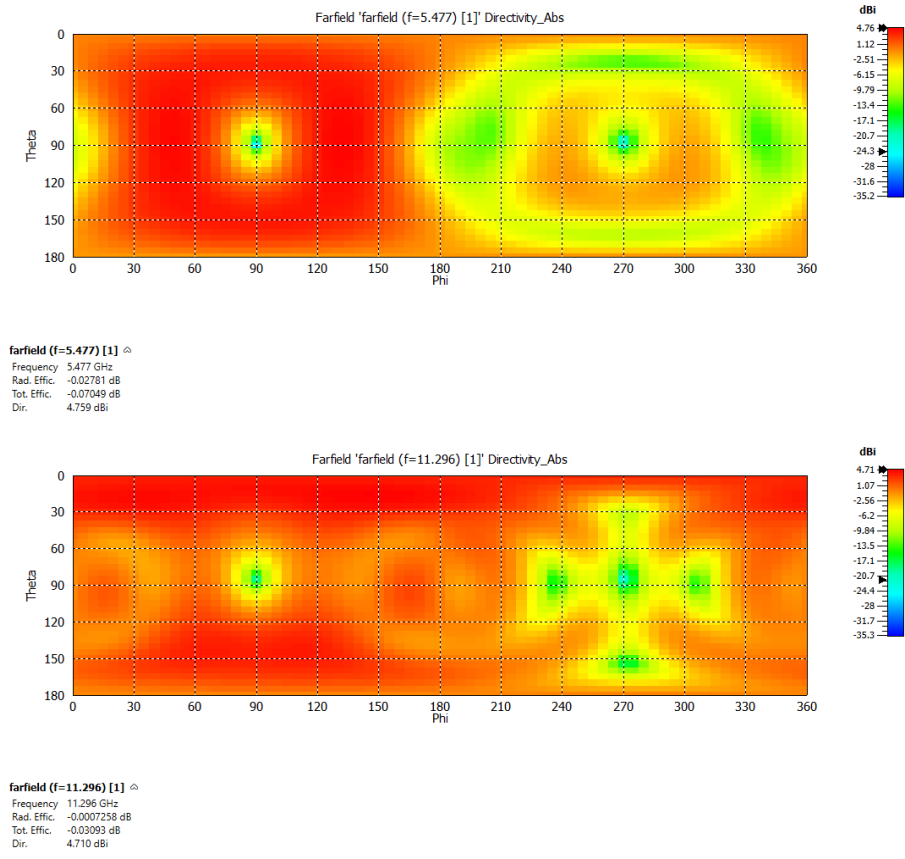 Farfield 'farfield (f=5.477) [1]' Directivity_Abs
dBi
4.76
1.12
-2.51
-6.15
-9.79
-13.4
-17.1
-20.7
-24.3
-28
-31.6
-35.2
Theta
0
30
60
90
120
150
180
0 30 60 90 120 150 180 210 240 270 300 330 360
Phi
farfield (f=5.477) [1]
Frequency 5.477 GHz
Rad. Effic. -0.02781 dB
Tot. Effic. -0.07049 dB
Dir. 4.759 dBi
Farfield 'farfield (f=11.296) [1]' Directivity_Abs
dBi
4.71
1.07
-2.56
-6.2
-9.84
-13.5
-17.1
-20.7
-24.4
-28
-31.7
-35.3
Theta
0
30
60
90
120
150
180
0 30 60 90 120 150 180 210 240 270 300 330 360
Phi
farfield (f=11.296) [1]
Frequency 11.296 GHz
Rad. Effic. -0.0007258 dB
Tot. Effic. -0.03093 dB
Dir. 4.710 dBi